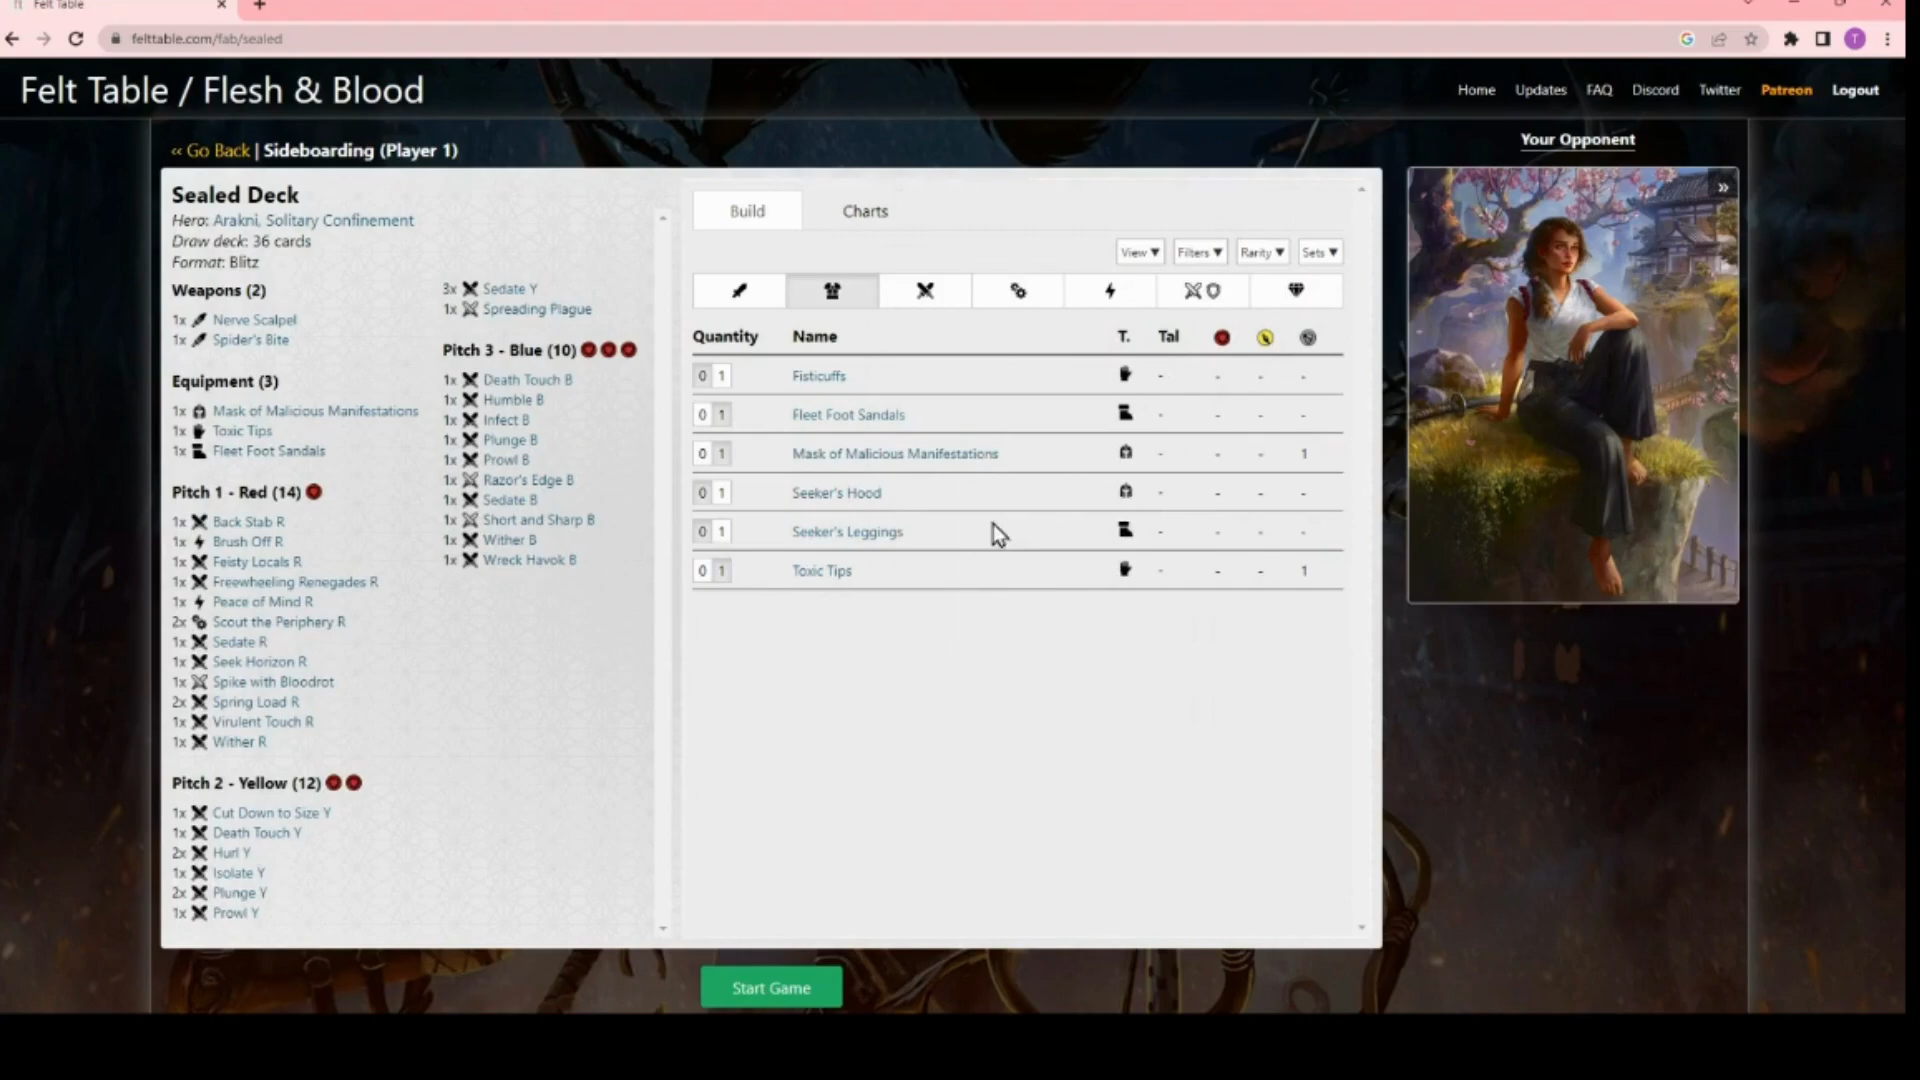 Felt Table
felttable.com/fab/sealed
T
Felt Table / Flesh & Blood
Home Updates FAQ Discord Twitter Patreon Logout
‹‹ Go Back | Sideboarding (Player 1)
Sealed Deck
Hero: Arakni, Solitary Confinement
Draw deck: 36 cards
Format: Blitz
Weapons (2)
1x Nerve Scalpel
1x Spider's Bite
Equipment (3)
1x Mask of Malicious Manifestations
1x Toxic Tips
1x Fleet Foot Sandals
Pitch 1 - Red (14)
1x Back Stab R
1x Brush Off R
1x Feisty Locals R
1x Freewheeling Renegades R
1x Peace of Mind R
2x Scout the Periphery R
1x Sedate R
1x Seek Horizon R
1x Spike with Bloodrot
2x Spring Load R
1x Virulent Touch R
1x Wither R
Pitch 2 - Yellow (12)
1x Cut Down to Size Y
1x Death Touch Y
2x Hurl Y
1x Isolate Y
2x Plunge Y
1x Prowl Y
3x Sedate Y
1x Spreading Plague
Pitch 3 - Blue (10)
1x Death Touch B
1x Humble B
1x Infect B
1x Plunge B
1x Prowl B
1x Razor's Edge B
1x Sedate B
1x Short and Sharp B
1x Wither B
1x Wreck Havok B
Build Charts
View ▼ Filters ▼ Rarity ▼ Sets ▼
Quantity Name T. Tal
0 1 Fisticuffs - - - -
0 1 Fleet Foot Sandals - - - -
0 1 Mask of Malicious Manifestations - - - 1
0 1 Seeker's Hood - - - -
0 1 Seeker's Leggings - - - -
0 1 Toxic Tips - - - 1
Start Game
Your Opponent
»